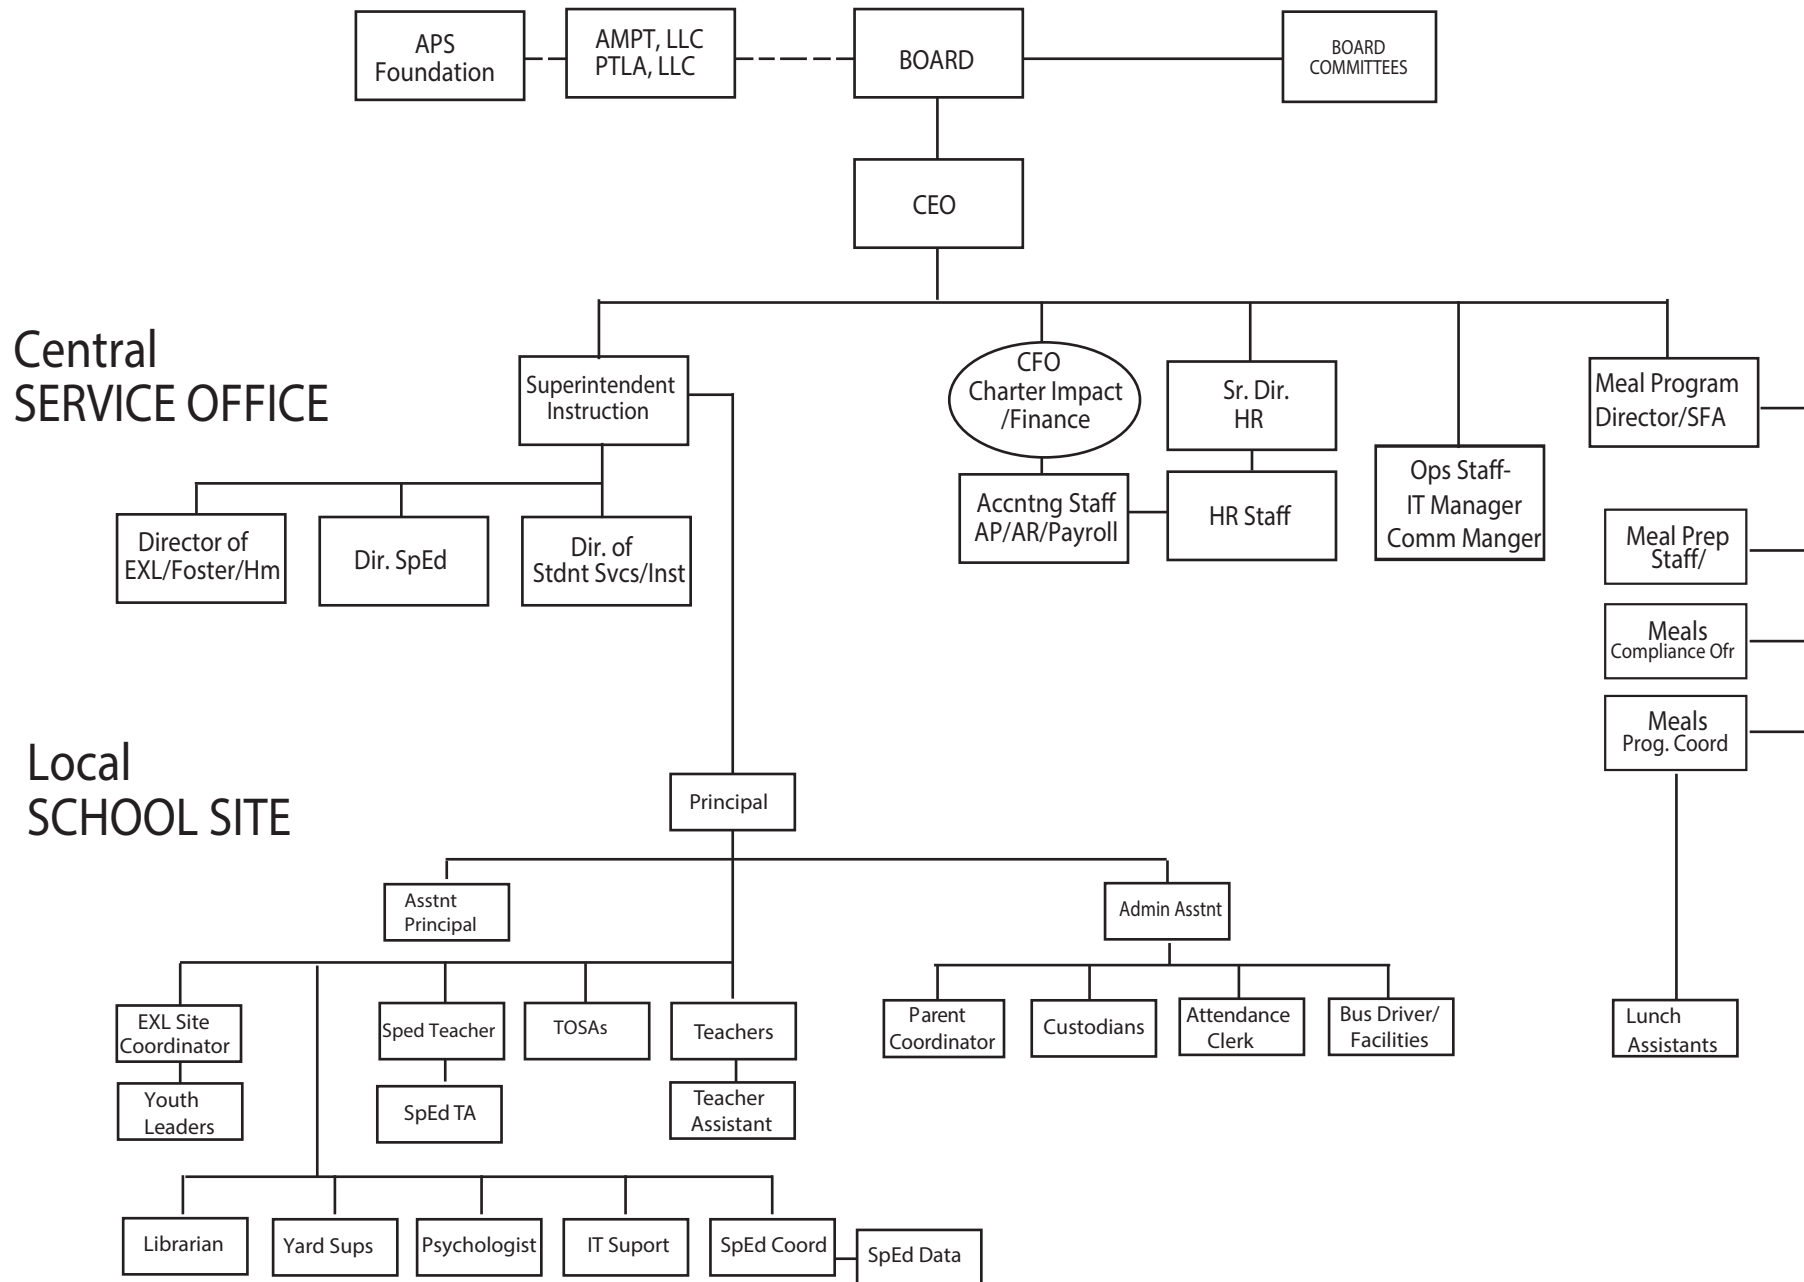 APS
Foundation
AMPT, LLC
PTLA, LLC
BOARD
BOARD
COMMITTEES
CEO
Central
SERVICE OFFICE
Superintendent
Instruction
CFO
Charter Impact
/Finance
Sr. Dir.
HR
Meal Program
Director/SFA
Accntng Staff
AP/AR/Payroll
HR Staff
Ops Staff-
IT Manager
Comm Manger
Director of
EXL/Foster/Hm
Dir. SpEd
Dir. of
Stdnt Svcs/Inst
Meal Prep
Staff/
Meals
Compliance Ofr
Meals
Prog. Coord
Local
SCHOOL SITE
Principal
Asstnt
Principal
Admin Asstnt
EXL Site
Coordinator
Sped Teacher
TOSAs
Teachers
Parent
Coordinator
Custodians
Attendance
Clerk
Bus Driver/
Facilities
Lunch
Assistants
Youth
Leaders
SpEd TA
Teacher
Assistant
Librarian
Yard Sups
Psychologist
IT Suport
SpEd Coord
SpEd Data